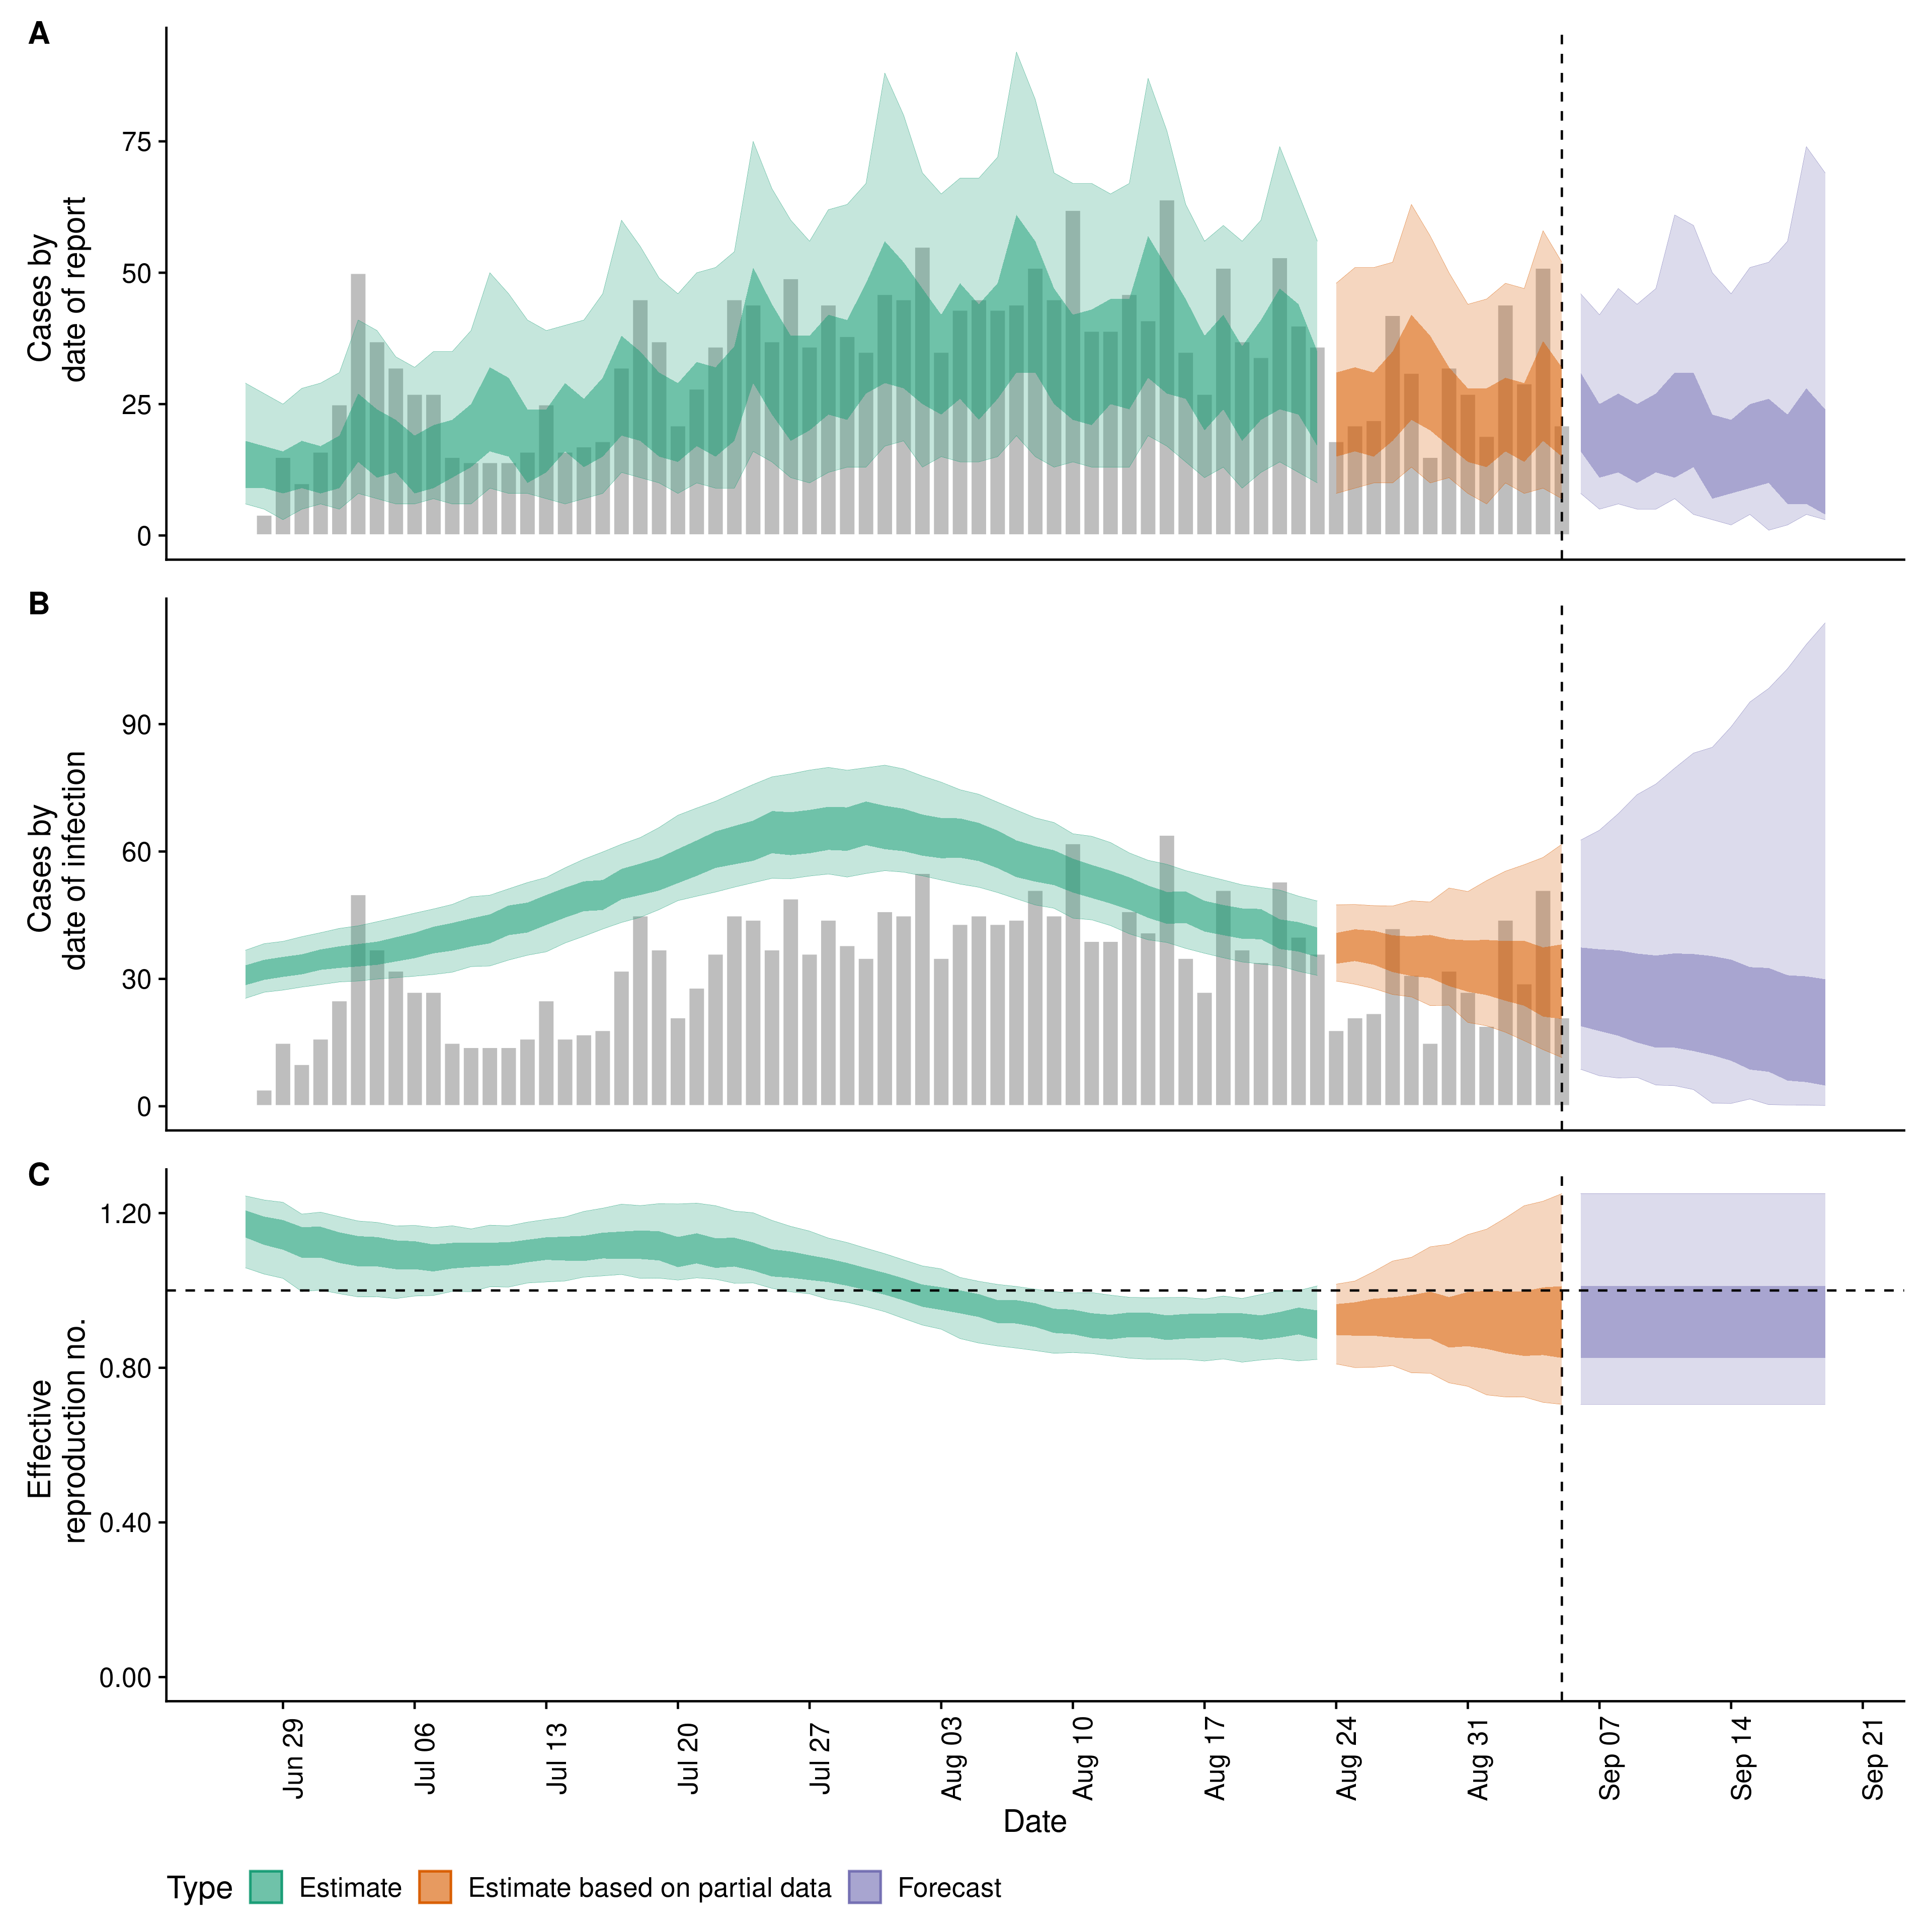 A
Cases by
date of report
75
50
25
0
B
Cases by
date of infection
90
60
30
0
C
Effective
reproduction no.
1.20
0.80
0.40
0.00
Jun 29
Jul 06
Jul 13
Jul 20
Jul 27
Aug 03
Aug 10
Aug 17
Aug 24
Aug 31
Sep 07
Sep 14
Sep 21
Date
Type Estimate Estimate based on partial data Forecast